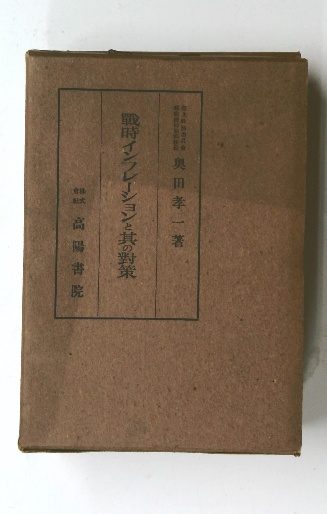 奥田孝一著
戰時インフレーションと其の對策
株式
會社
高陽書院